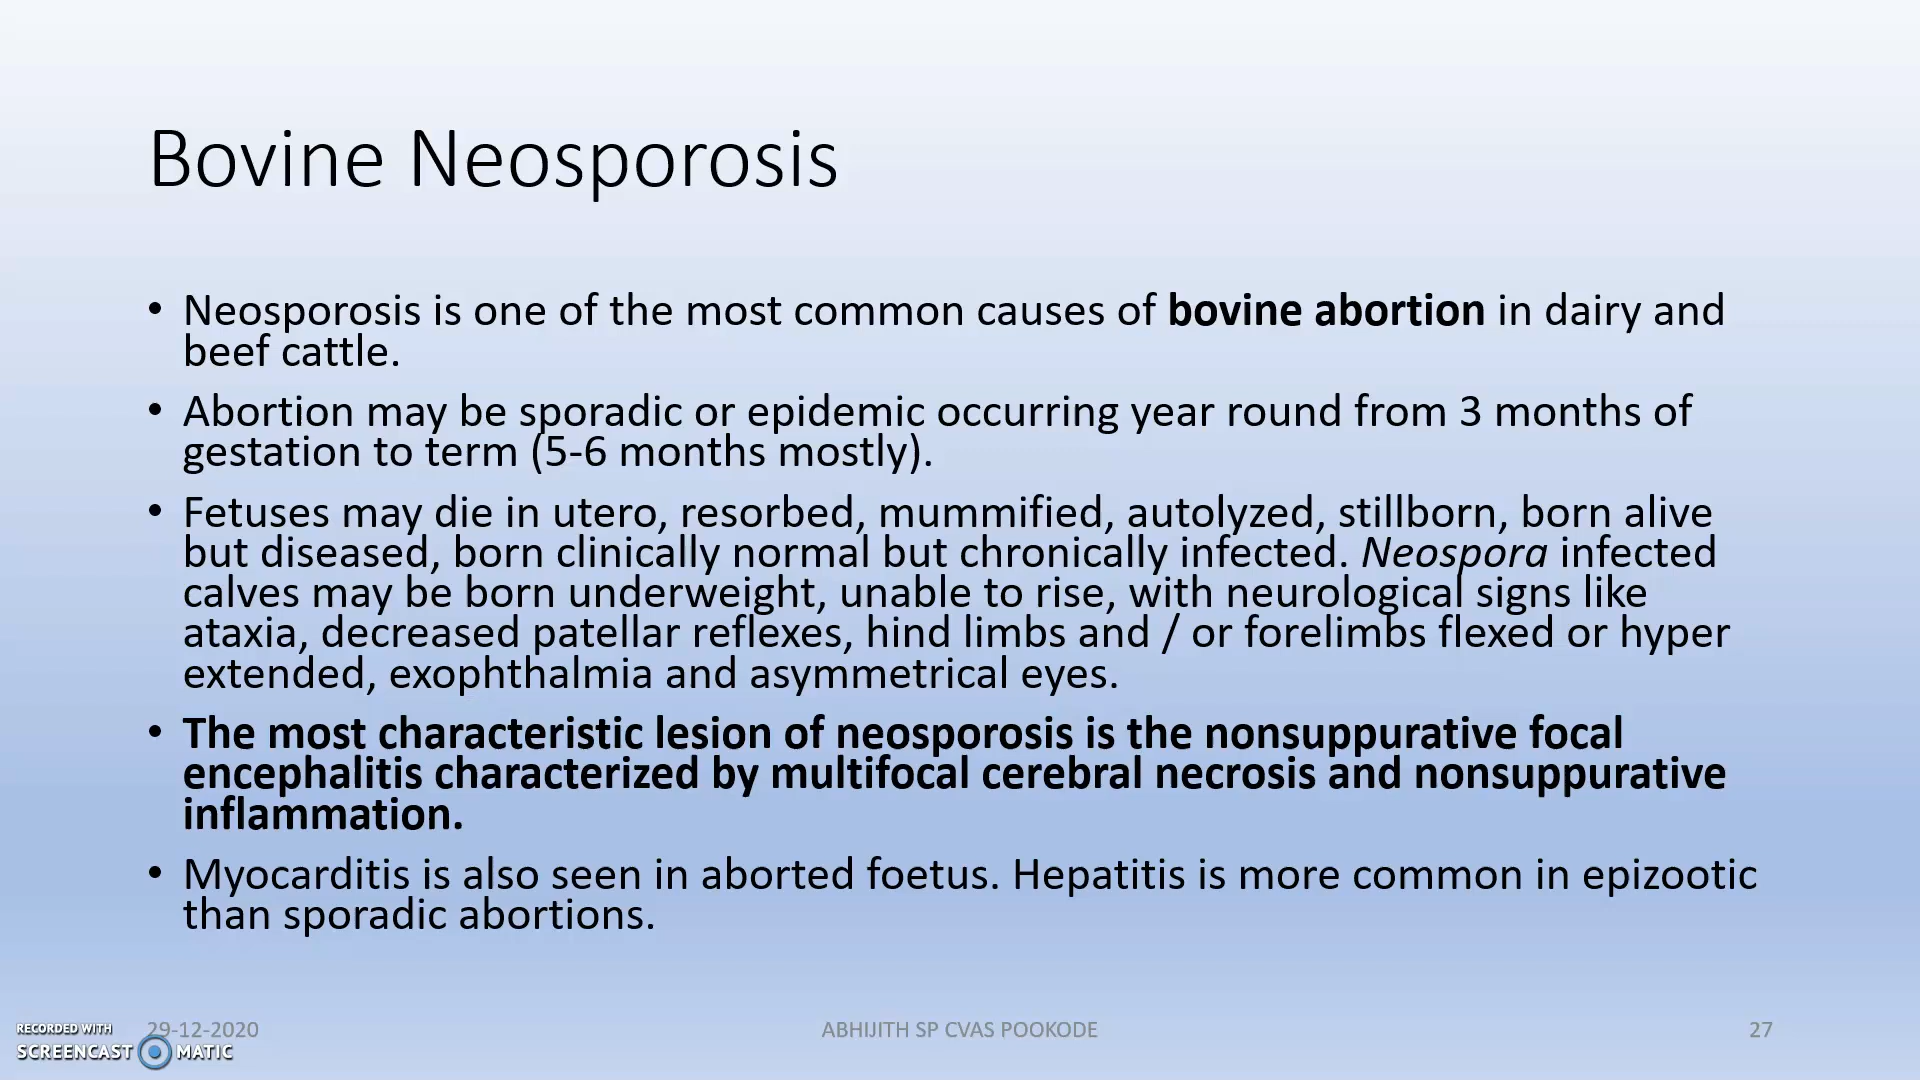 Bovine Neosporosis
• Neosporosis is one of the most common causes of bovine abortion in dairy and
beef cattle.
• Abortion may be sporadic or epidemic occurring year round from 3 months of
gestation to term (5-6 months mostly).
• Fetuses may die in utero, resorbed, mummified, autolyzed, stillborn, born alive
but diseased, born clinically normal but chronically infected. Neospora infected
calves may be born underweight, unable to rise, with neurological signs like
ataxia, decreased patellar reflexes, hind limbs and / or forelimbs flexed or hyper
extended, exophthalmia and asymmetrical eyes.
• The most characteristic lesion of neosporosis is the nonsuppurative focal
encephalitis characterized by multifocal cerebral necrosis and nonsuppurative
inflammation.
• Myocarditis is also seen in aborted foetus. Hepatitis is more common in epizootic
than sporadic abortions.
29-12-2020
ABHIJITH SP CVAS POOKODE
27
RECORDED WITH
SCREENCAST MATIC